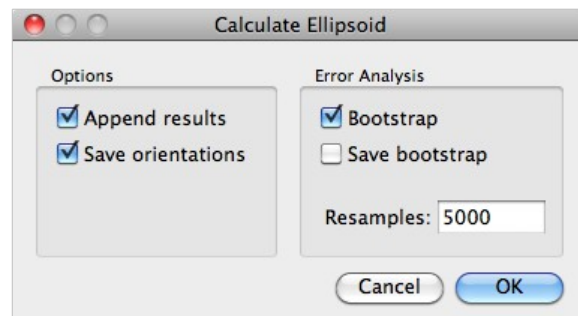 Calculate Ellipsoid
Options
Append results
Save orientations
Error Analysis
Bootstrap
Save bootstrap
Resamples: 5000
Cancel OK